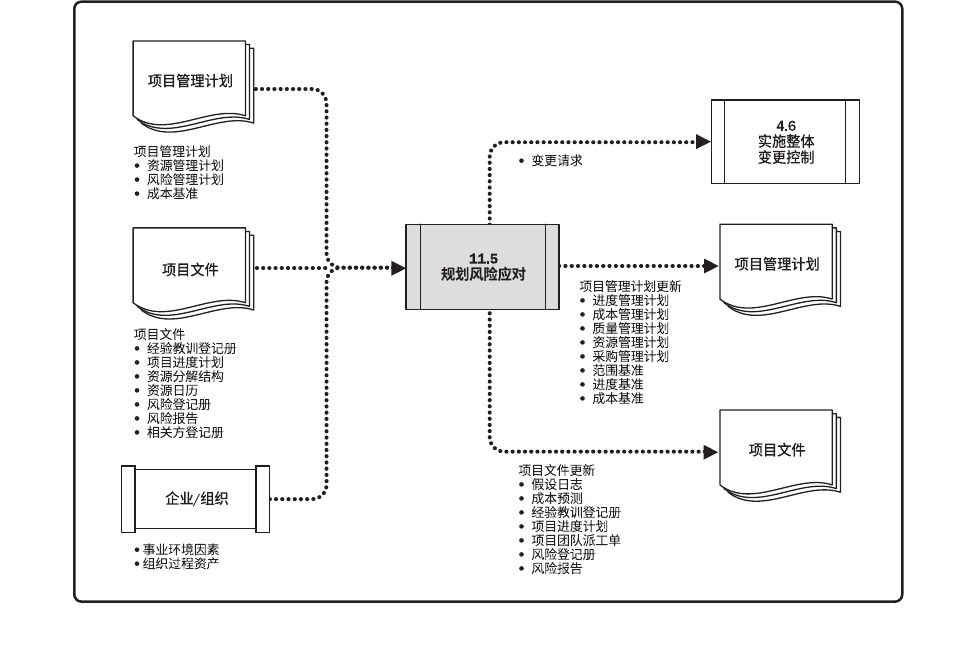 项目管理计划
项目管理计划
• 资源管理计划
• 风险管理计划
• 成本基准
项目文件
项目文件
• 经验教训登记册
• 项目进度计划
• 资源分解结构
• 资源日历
• 风险登记册
• 风险报告
• 相关方登记册
企业/组织
• 事业环境因素
• 组织过程资产
11.5
规划风险应对
• 变更请求
4.6
实施整体
变更控制
项目管理计划
项目管理计划更新
• 进度管理计划
• 成本管理计划
• 质量管理计划
• 资源管理计划
• 采购管理计划
• 范围基准
• 进度基准
• 成本基准
项目文件
项目文件更新
• 假设日志
• 成本预测
• 经验教训登记册
• 项目进度计划
• 项目团队派工单
• 风险登记册
• 风险报告